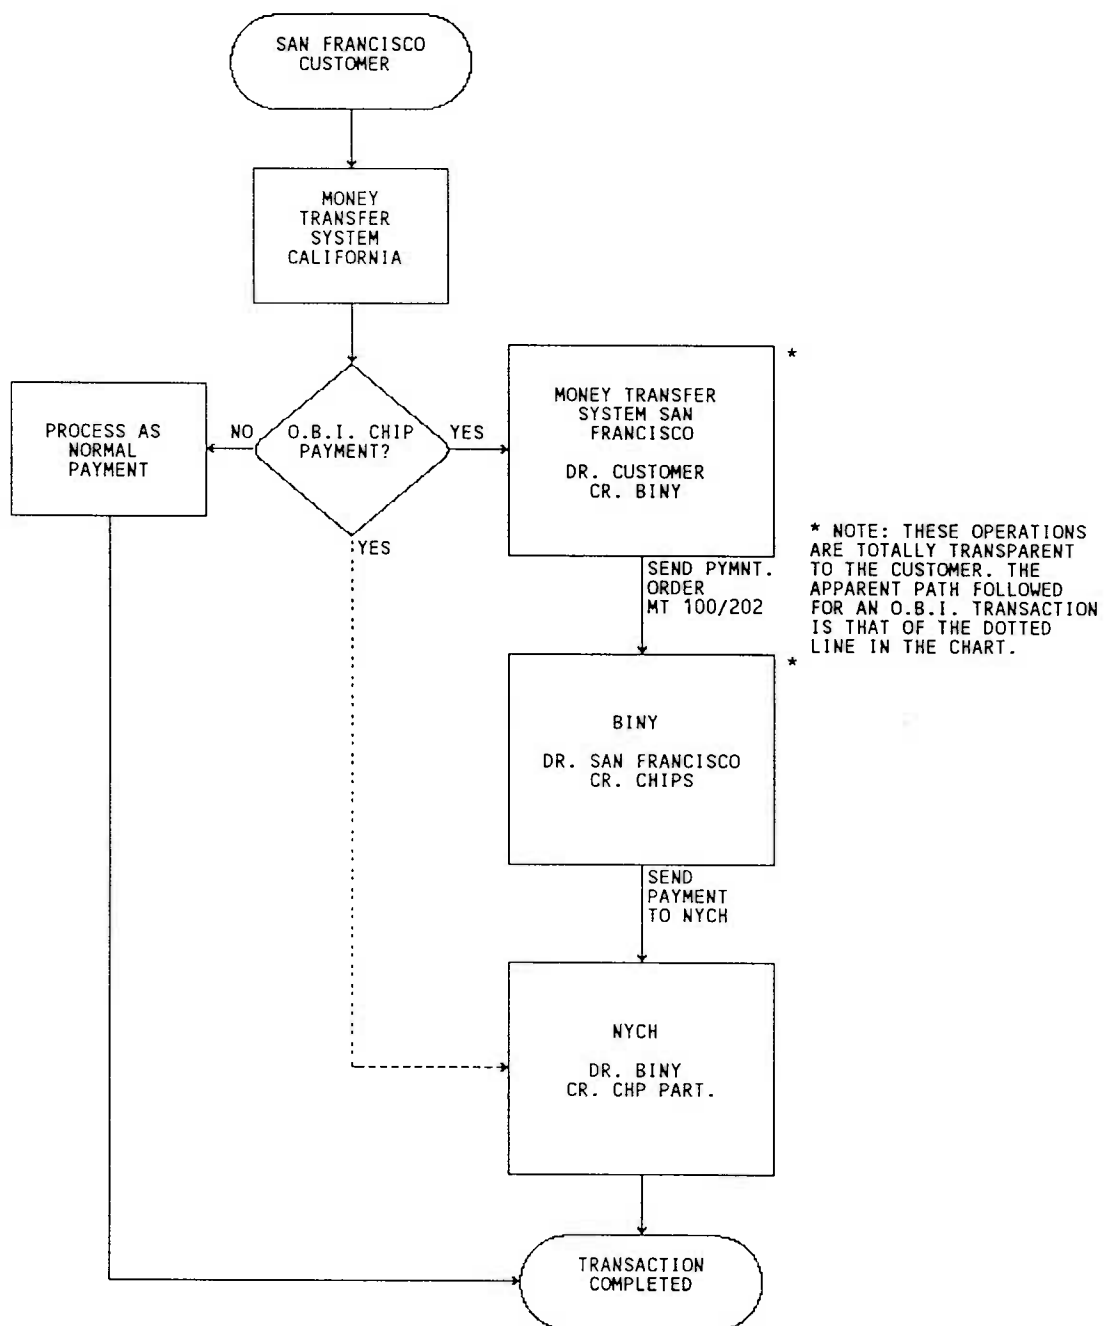 SAN FRANCISCO
CUSTOMER
MONEY
TRANSFER
SYSTEM
CALIFORNIA
PROCESS AS
NORMAL
PAYMENT
NO
O.B.I. CHIP
PAYMENT?
YES
YES
*
MONEY TRANSFER
SYSTEM SAN
FRANCISCO
DR. CUSTOMER
CR. BINY
SEND PYMNT.
ORDER
MT 100/202
* NOTE: THESE OPERATIONS
ARE TOTALLY TRANSPARENT
TO THE CUSTOMER. THE
APPARENT PATH FOLLOWED
FOR AN O.B.I. TRANSACTION
IS THAT OF THE DOTTED
LINE IN THE CHART.
*
BINY
DR. SAN FRANCISCO
CR. CHIPS
SEND
PAYMENT
TO NYCH
NYCH
DR. BINY
CR. CHP PART.
TRANSACTION
COMPLETED